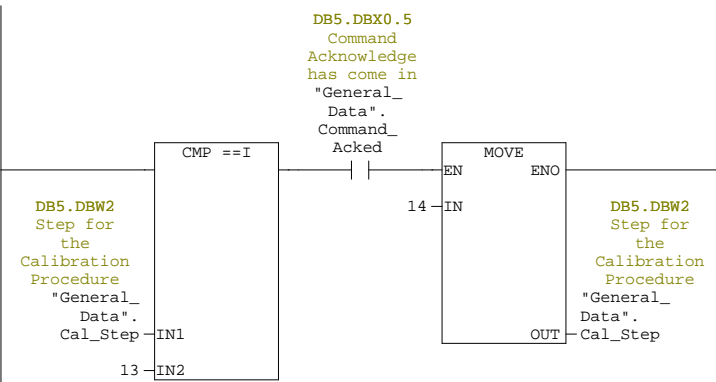 DB5.DBX0.5
Command
Acknowledge
has come in
"General_
Data".
Command_
Acked
CMP ==I
MOVE
EN
ENO
DB5.DBW2
Step for
the
Calibration
Procedure
"General_
Data".
Cal_Step
IN1
13
IN2
14
IN
DB5.DBW2
Step for
the
Calibration
Procedure
"General_
Data".
OUT
Cal_Step